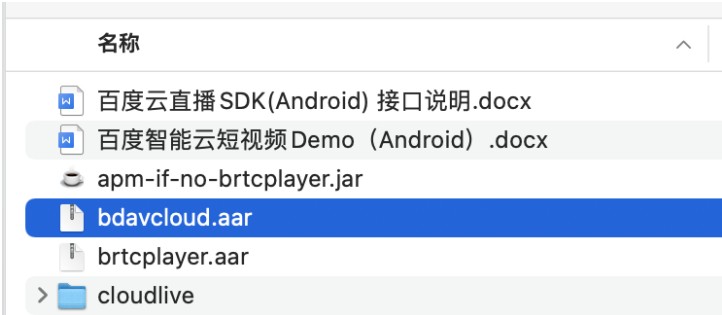 名称
百度云直播SDK(Android) 接口说明.docx
百度智能云短视频Demo（Android）.docx
apm-if-no-brtcplayer.jar
bdavcloud.aar
brtcplayer.aar
cloudlive